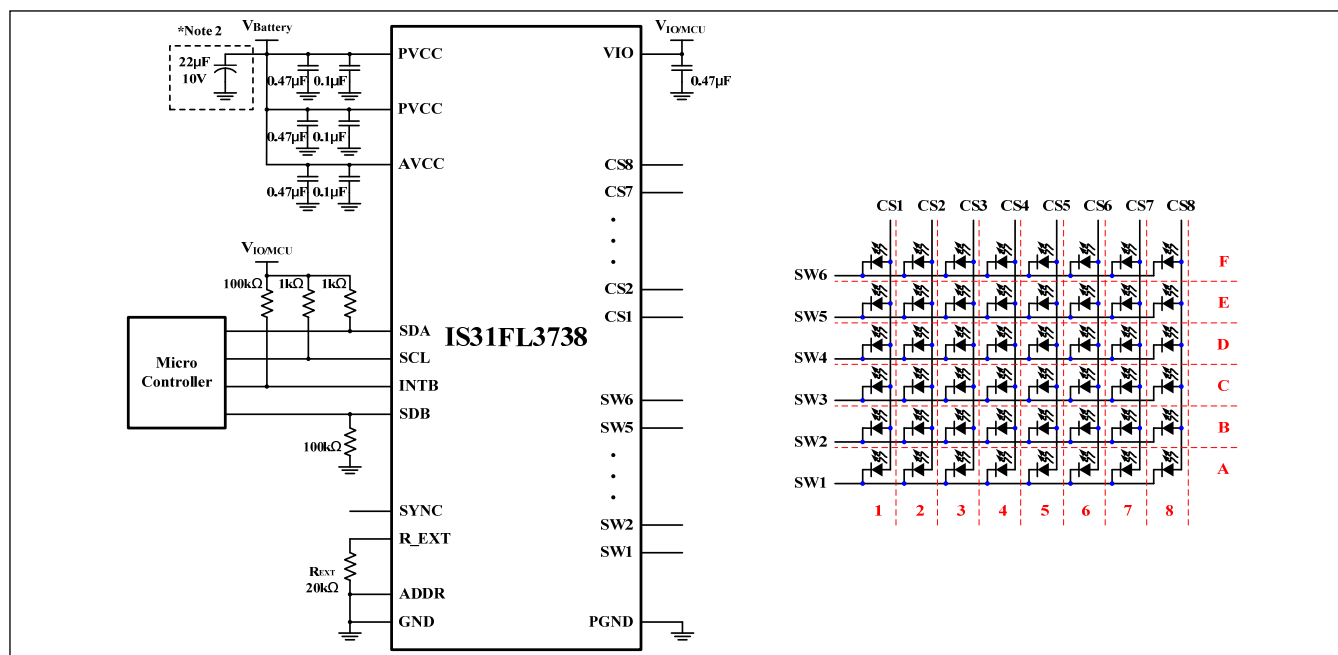 *Note 2
VBattery
22µF
10V
0.47µF
0.1µF
0.47µF
0.1µF
0.47µF
0.1µF
VIO/MCU
100kΩ
1kΩ
1kΩ
Micro
Controller
100kΩ
REXT
20kΩ
PVCC
PVCC
AVCC
SDA
SCL
INTB
SDB
SYNC
R_EXT
ADDR
GND
IS31FL3738
VIO
CS8
CS7
CS2
CS1
SW6
SW5
SW2
SW1
PGND
VIO/MCU
0.47µF
CS1 CS2 CS3 CS4 CS5 CS6 CS7 CS8
SW6 F
SW5 E
SW4 D
SW3 C
SW2 B
SW1 A
1 2 3 4 5 6 7 8